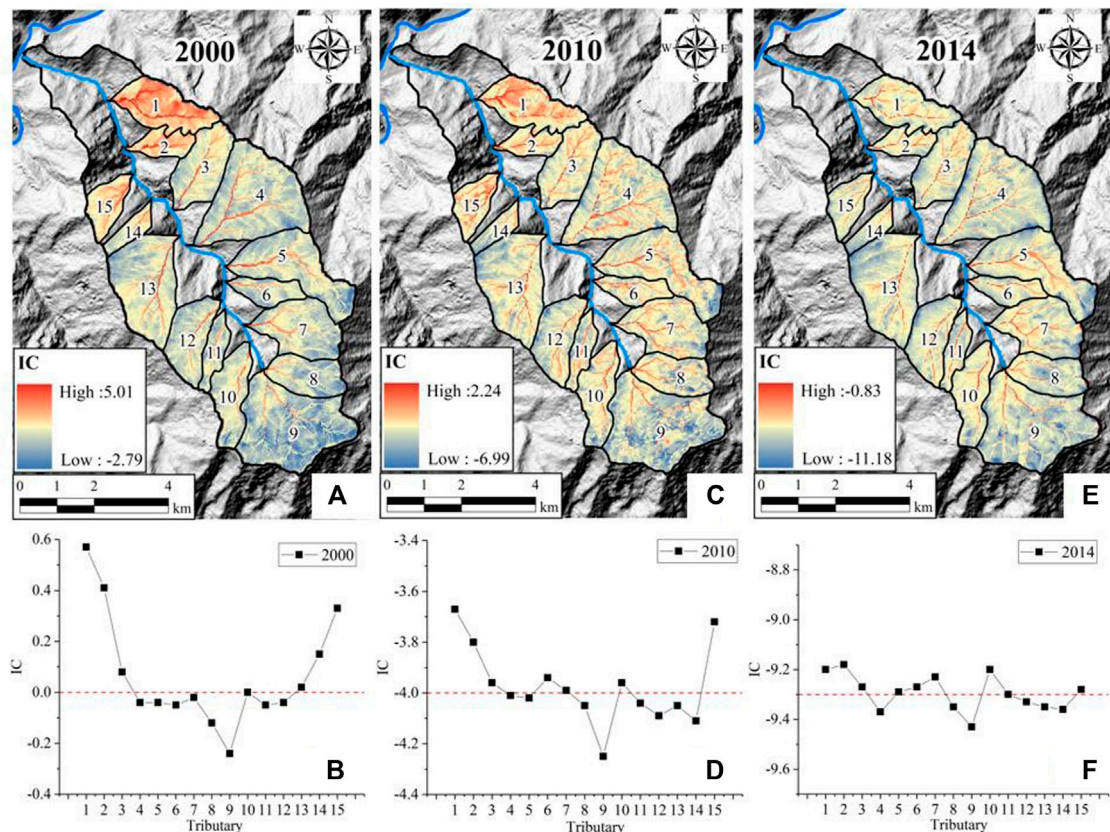 2000
N
W
E
S
1
2
3
4
15
14
5
13
6
7
12
11
8
10
9
IC
High :5.01
Low : -2.79
0 2 4
km
A
2010
N
W
E
S
1
2
3
4
15
14
5
13
6
7
12
11
8
10
9
IC
High :2.24
Low : -6.99
0 2 4
km
C
2014
N
W
E
S
1
2
3
4
15
14
5
13
6
7
12
11
8
10
9
IC
High :-0.83
Low : -11.18
0 2 4
km
E
2000
0.6
0.4
0.2
0.0
-0.2
-0.4
IC
B
1 2 3 4 5 6 7 8 9 10 11 12 13 14 15
Tributary
2010
-3.4
-3.6
-3.8
-4.0
-4.2
-4.4
IC
D
1 2 3 4 5 6 7 8 9 10 11 12 13 14 15
Tributary
2014
-8.8
-9.0
-9.2
-9.4
-9.6
IC
F
1 2 3 4 5 6 7 8 9 10 11 12 13 14 15
Tributary